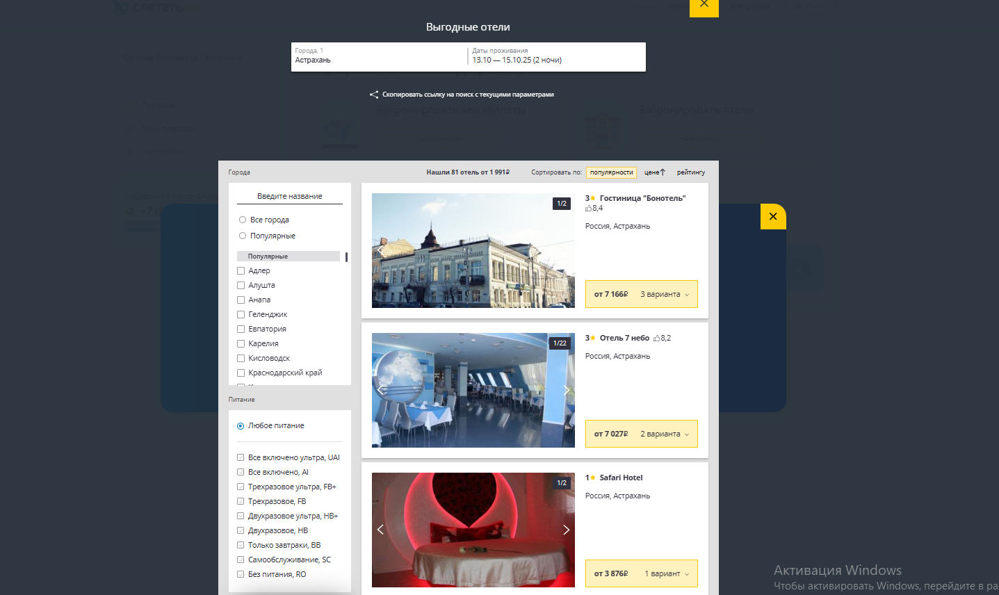 слетать.ру
Выгодные отели
Города, 1
Астрахань
Даты проживания
13.10 — 15.10.25 (2 ночи)
Скопировать ссылку на поиск с текущими параметрами
Забронировать авиабилеты
Забронировать отель
Города
Нашли 81 отель от 1 991₽
Сортировать по:
популярности
цене
рейтингу
Введите название
Все города
Популярные
Популярные
Адлер
Алушта
Анапа
Геленджик
Евпатория
Карелия
Кисловодск
Краснодарский край
Питание
Любое питание
Все включено ультра, UAI
Все включено, AI
Трехразовое ультра, FB+
Трехразовое, FB
Двухразовое ультра, HB+
Двухразовое, HB
Только завтраки, BB
Самообслуживание, SC
Без питания, RO
1/2
3 Гостиница "Бонотель"
8,4
Россия, Астрахань
от 7 166₽ 3 варианта
1/22
3 Отель 7 небо 8,2
Россия, Астрахань
от 7 027₽ 2 варианта
1/2
1 Safari Hotel
Россия, Астрахань
от 3 876₽ 1 вариант
Активация Windows
Чтобы активировать Windows, перейдите в ра